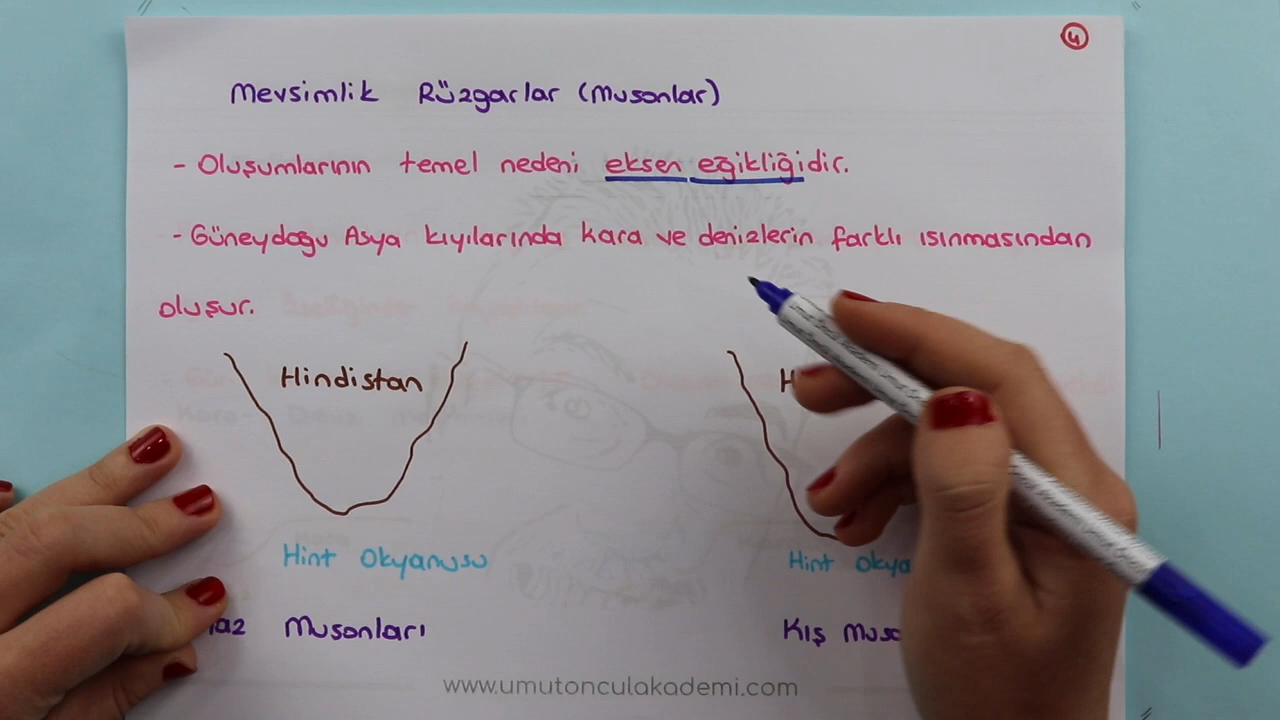 4
Mevsimlik Rüzgarlar (Musonlar)
- Oluşumlarının temel nedeni eksen eğikliğidir.
- Güneydoğu Asya kıyılarında kara ve denizlerin farklı ısınmasından
oluşur.
Hindistan
Hint Okyanusu
Hint
Musonları
Kış
www.umutonculakademi.com